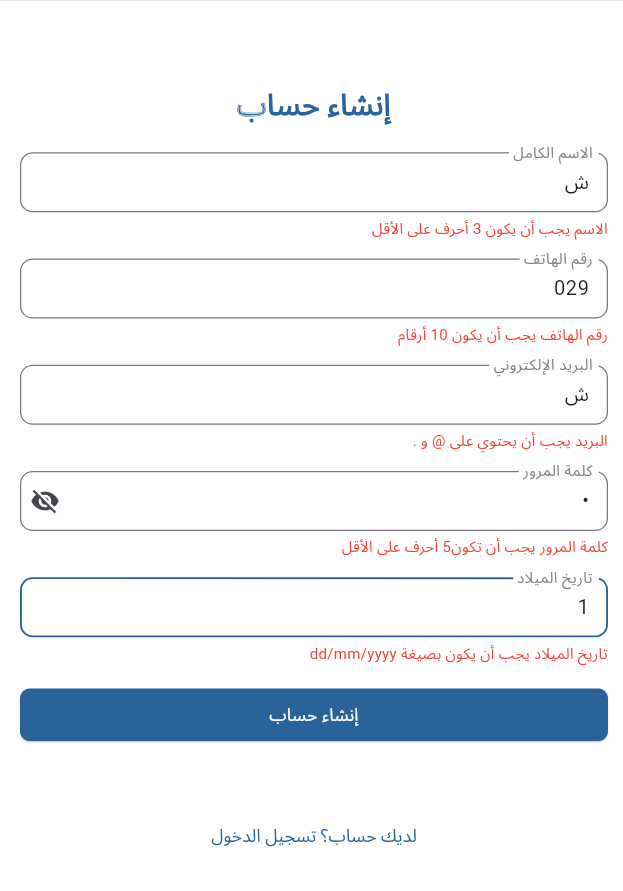 إنشاء حساب
الاسم الكامل
ش
الاسم يجب أن يكون 3 أحرف على الأقل
رقم الهاتف
029
رقم الهاتف يجب أن يكون 10 أرقام
البريد الإلكتروني
ش
البريد يجب أن يحتوي على @ و .
كلمة المرور
•
كلمة المرور يجب أن تكون5 أحرف على الأقل
تاريخ الميلاد
1
تاريخ الميلاد يجب أن يكون بصيغة dd/mm/yyyy
إنشاء حساب
لديك حساب؟ تسجيل الدخول